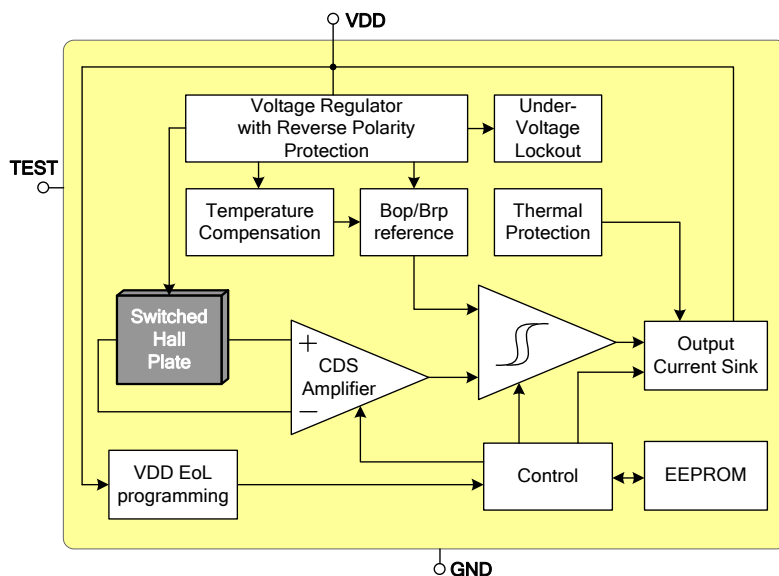 VDD
Voltage Regulator
with Reverse Polarity
Protection
Under-
Voltage
Lockout
TEST
Temperature
Compensation
Bop/Brp
reference
Thermal
Protection
Switched
Hall
Plate
+
CDS
Amplifier
−
Output
Current Sink
VDD EoL
programming
Control
EEPROM
GND